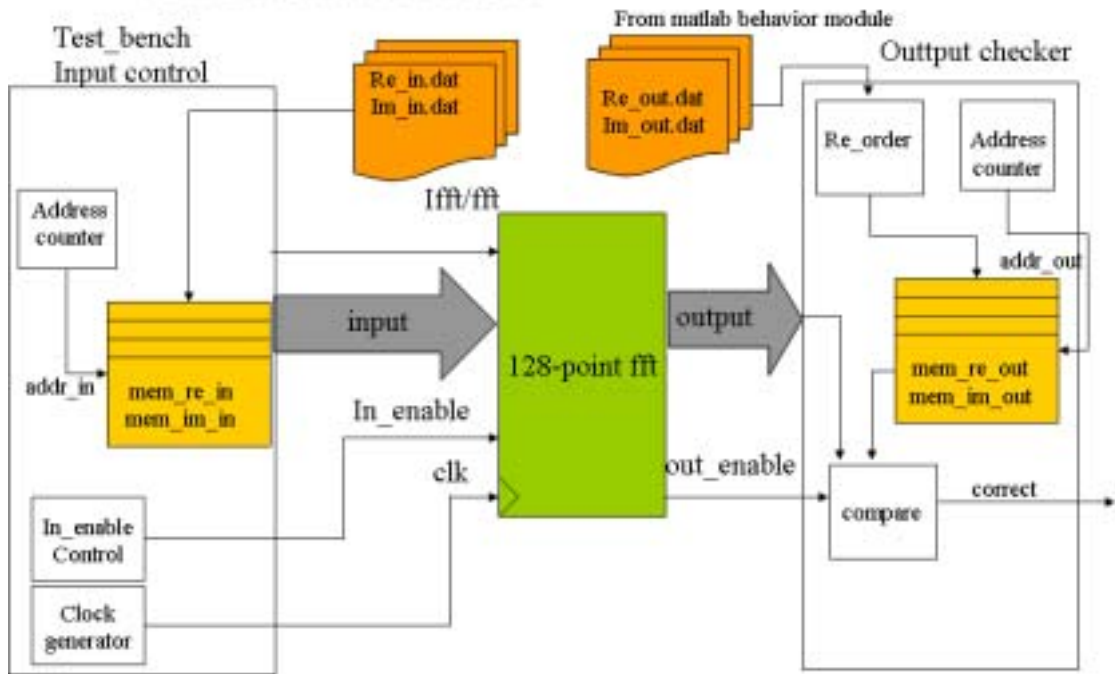 From matlab behavior module
Test_bench
Input control
Re_in.dat
Im_in.dat
Re_out.dat
Im_out.dat
Outtput checker
Re_order
Address
counter
Address
counter
Ifft/fft
addr_out
input
output
128-point fft
addr_in
mem_re_in
mem_im_in
mem_re_out
mem_im_out
In_enable
clk
out_enable
compare
correct
In_enable
Control
Clock
generator